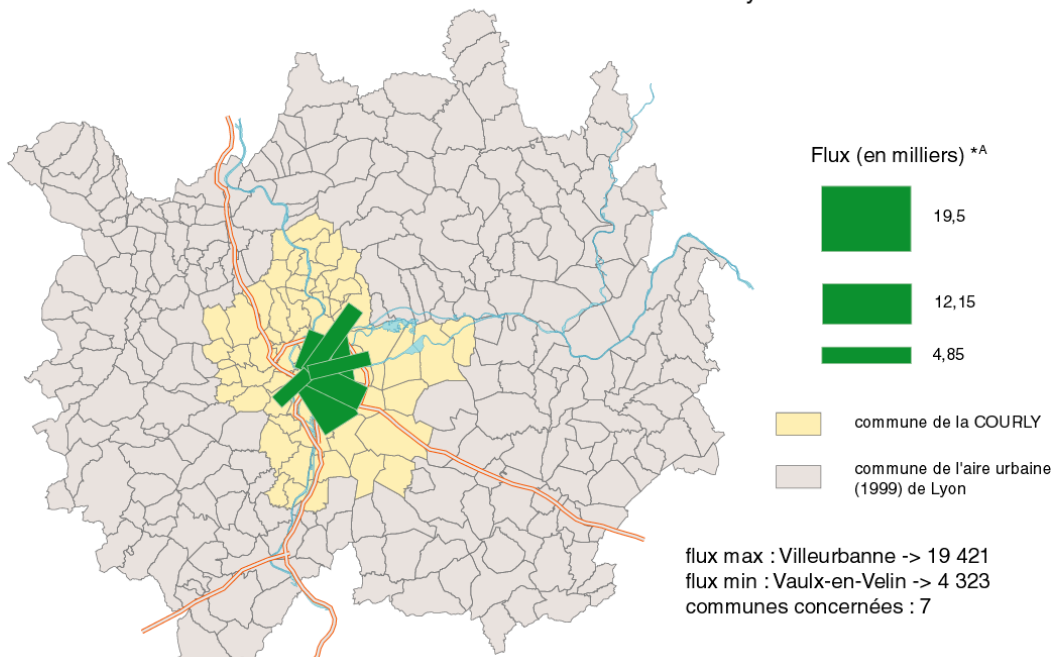 Flux (en milliers) *A
19,5
12,15
4,85
commune de la COURLY
commune de l'aire urbaine
(1999) de Lyon
flux max : Villeurbanne -> 19 421
flux min : Vaulx-en-Velin -> 4 323
communes concernées : 7